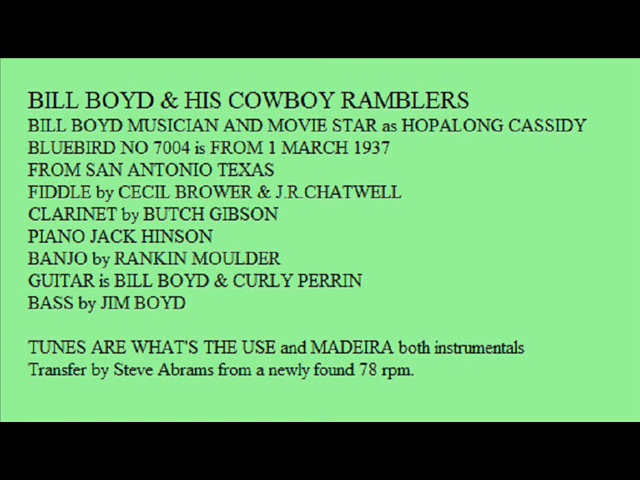 BILL BOYD & HIS COWBOY RAMBLERS
BILL BOYD MUSICIAN AND MOVIE STAR as HOPALONG CASSIDY
BLUEBIRD NO 7004 is FROM 1 MARCH 1937
FROM SAN ANTONIO TEXAS
FIDDLE by CECIL BROWER & J.R.CHATWELL
CLARINET by BUTCH GIBSON
PIANO JACK HINSON
BANJO by RANKIN MOULDER
GUITAR is BILL BOYD & CURLY PERRIN
BASS by JIM BOYD
TUNES ARE WHAT'S THE USE and MADEIRA both instrumentals
Transfer by Steve Abrams from a newly found 78 rpm.